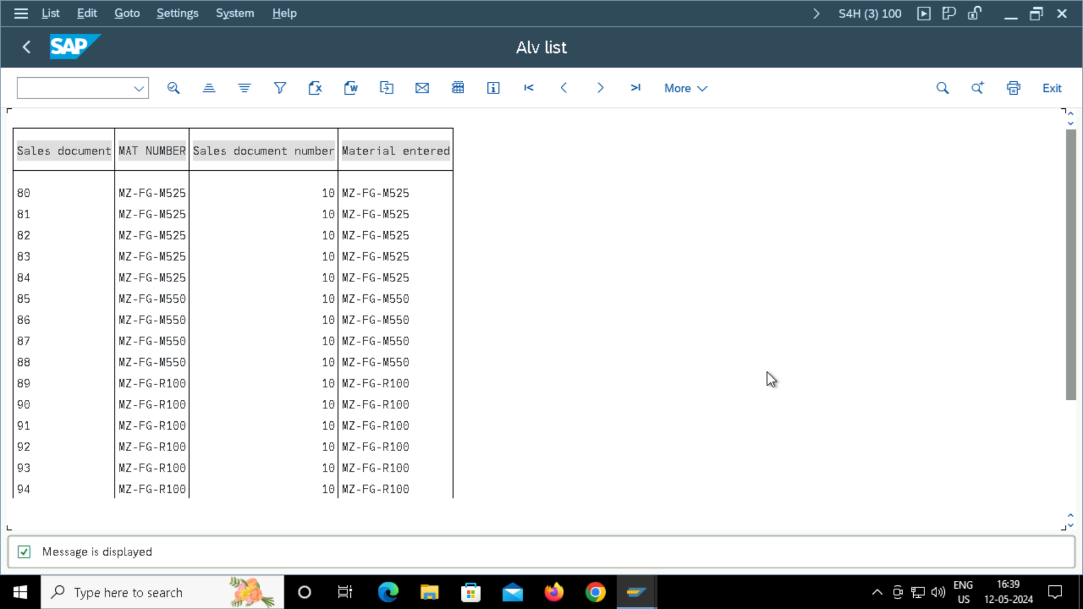 List Edit Goto Settings System Help S4H (3) 100
SAP Alv list
More Exit
Sales document MAT NUMBER Sales document number Material entered
80 MZ-FG-M525 10 MZ-FG-M525
81 MZ-FG-M525 10 MZ-FG-M525
82 MZ-FG-M525 10 MZ-FG-M525
83 MZ-FG-M525 10 MZ-FG-M525
84 MZ-FG-M525 10 MZ-FG-M525
85 MZ-FG-M550 10 MZ-FG-M550
86 MZ-FG-M550 10 MZ-FG-M550
87 MZ-FG-M550 10 MZ-FG-M550
88 MZ-FG-M550 10 MZ-FG-M550
89 MZ-FG-R100 10 MZ-FG-R100
90 MZ-FG-R100 10 MZ-FG-R100
91 MZ-FG-R100 10 MZ-FG-R100
92 MZ-FG-R100 10 MZ-FG-R100
93 MZ-FG-R100 10 MZ-FG-R100
94 MZ-FG-R100 10 MZ-FG-R100
Message is displayed
Type here to search
ENG 16:39
US 12-05-2024